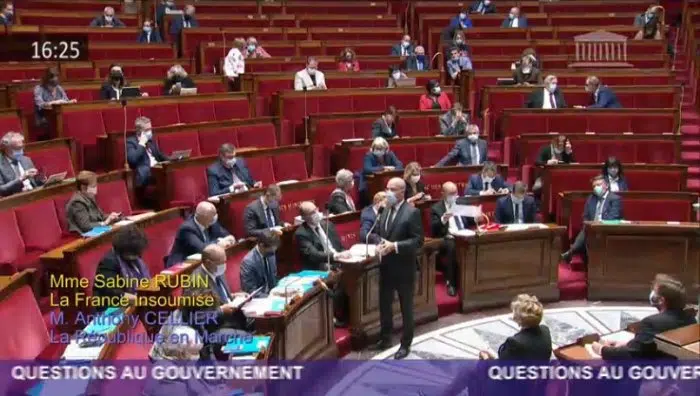 16:25
Mme Sabine RUBIN
La France Insoumise
M. Anthony CELLIER
La République en Marche
QUESTIONS AU GOUVERNEMENT QUESTIONS AU GOUVER